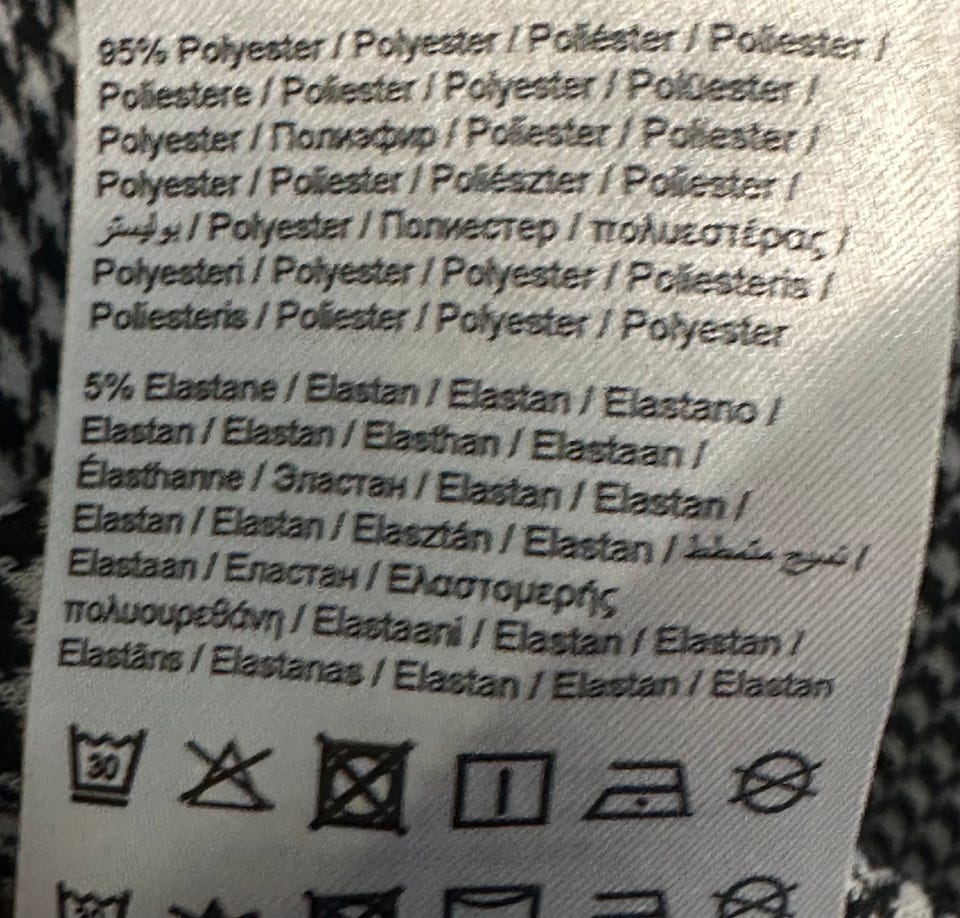 95% Polyester / Polyester / Poliéster / Poliester /
Poliestere / Poliester / Polyester / Poliester /
Polyester / Полиэфир / Poliester / Poliester /
Polyester / Poliester / Poliészter / Poliester /
بوليستر / Polyester / Полиестер / πολυεστέρας /
Polyesteri / Polyester / Polyester / Poliesteris /
Poliesteris / Poliester / Polyester / Polyester
5% Elastane / Elastan / Elastan / Elastano /
Elastan / Elastan / Elasthan / Elastaan /
Élasthanne / Эластан / Elastan / Elastan /
Elastan / Elastan / Elasztán / Elastan / نسيج مطط /
Elastaan / Еластан / Ελαστομερής
πολυουρεθάνη / Elastaani / Elastan / Elastan /
Elastāns / Elastanas / Elastan / Elastan / Elastan
30
30